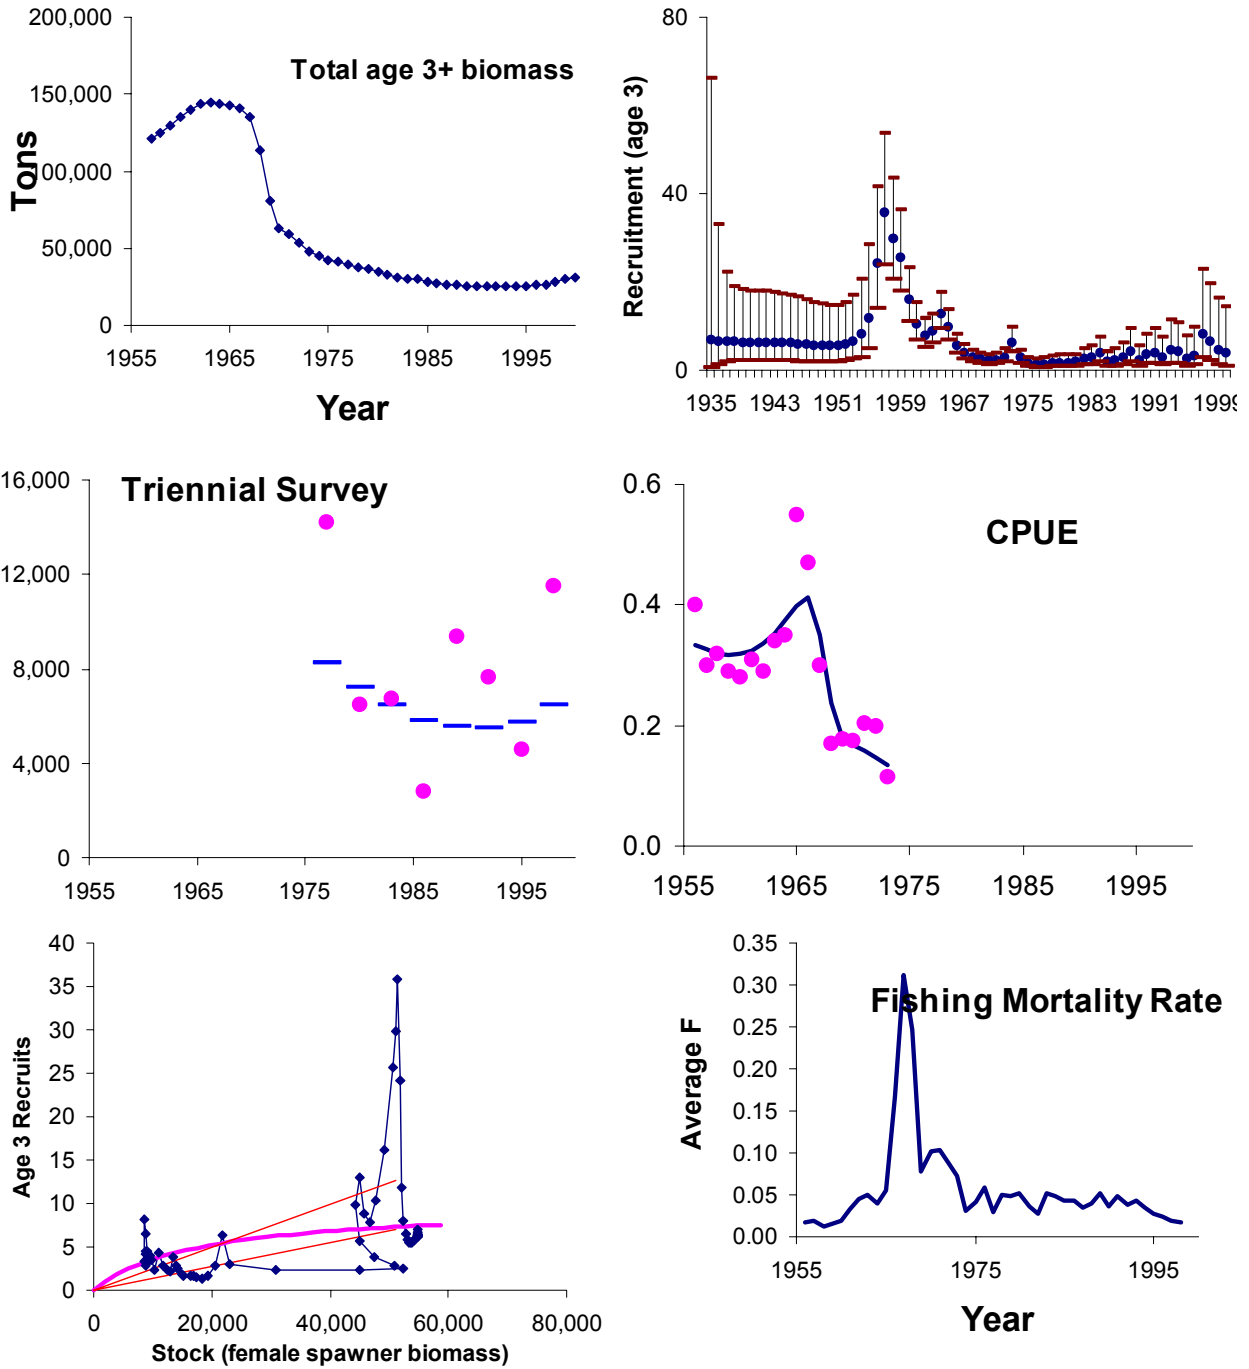 200,000
150,000
100,000
50,000
0
Tons
Total age 3+ biomass
1955 1965 1975 1985 1995
Year
80
40
0
Recruitment (age 3)
1935 1943 1951 1959 1967 1975 1983 1991 1999
16,000
12,000
8,000
4,000
0
Triennial Survey
1955 1965 1975 1985 1995
0.6
0.4
0.2
0.0
CPUE
1955 1965 1975 1985 1995
40
35
30
25
20
15
10
5
0
Age 3 Recruits
0 20,000 40,000 60,000 80,000
Stock (female spawner biomass)
0.35
0.30
0.25
0.20
0.15
0.10
0.05
0.00
Average F
Fishing Mortality Rate
1955 1975 1995
Year